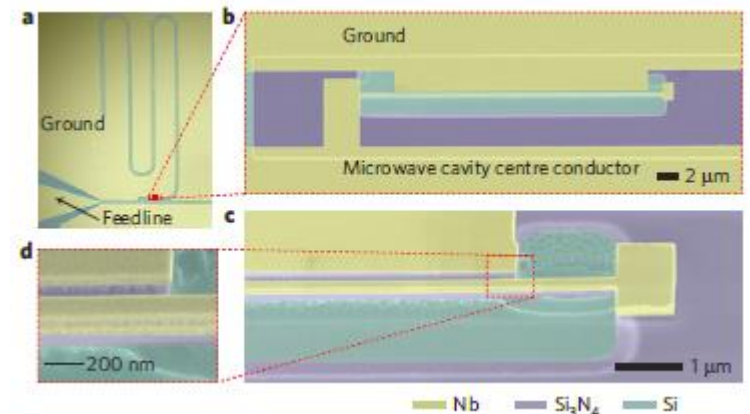 a
b
Ground
Ground
Microwave cavity centre conductor
2 μm
Feedline
c
d
200 nm
1 μm
Nb
Si₃N₄
Si